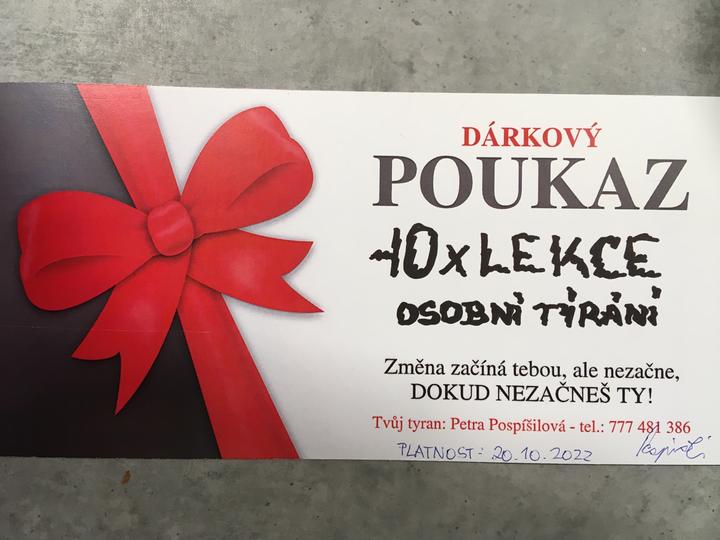 DÁRKOVÝ
POUKAZ
10x LEKCE
OSOBNÍ TÝRÁNÍ
Změna začíná tebou, ale nezačne,
DOKUD NEZAČNEŠ TY!
Tvůj tyran: Petra Pospíšilová - tel.: 777 481 386
PLATNOST: 20.10.2022